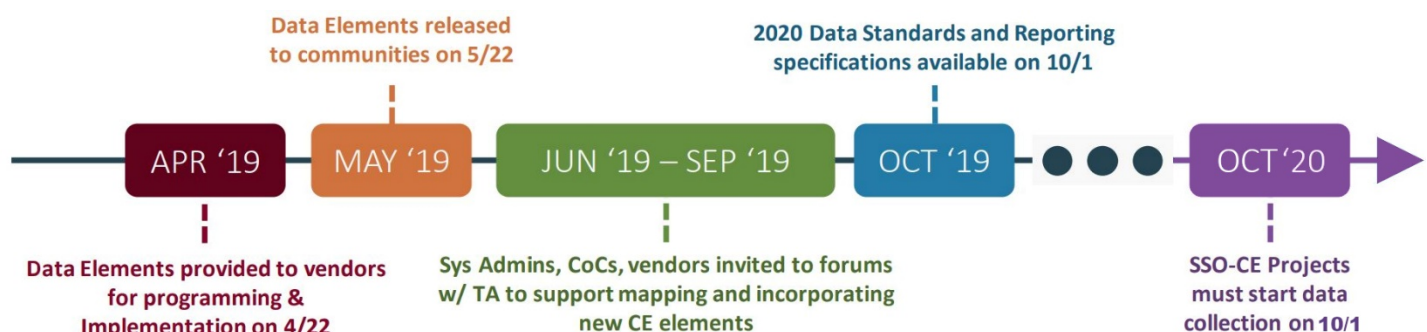 Data Elements released
to communities on 5/22
2020 Data Standards and Reporting
specifications available on 10/1
APR ‘19
MAY ‘19
JUN ‘19 – SEP ‘19
OCT ‘19
OCT ‘20
Data Elements provided to vendors
for programming &
Implementation on 4/22
Sys Admins, CoCs, vendors invited to forums
w/ TA to support mapping and incorporating
new CE elements
SSO-CE Projects
must start data
collection on 10/1